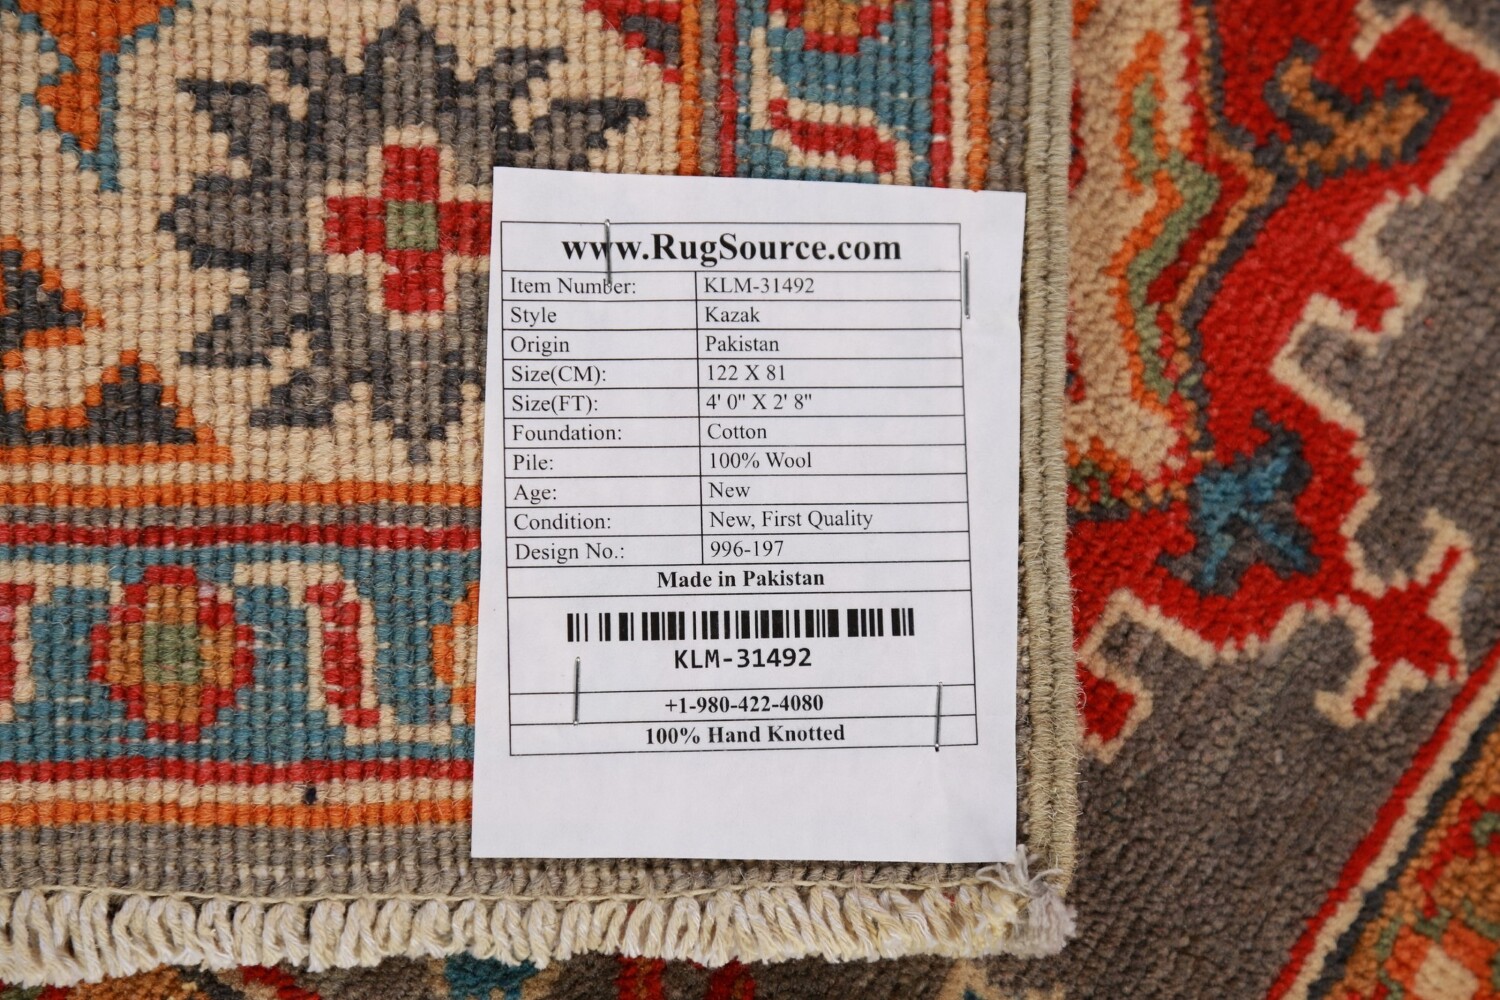 www.RugSource.com
Item Number: KLM-31492
Style Kazak
Origin Pakistan
Size(CM): 122 X 81
Size(FT): 4' 0" X 2' 8"
Foundation: Cotton
Pile: 100% Wool
Age: New
Condition: New, First Quality
Design No.: 996-197
Made in Pakistan
KLM-31492
+1-980-422-4080
100% Hand Knotted